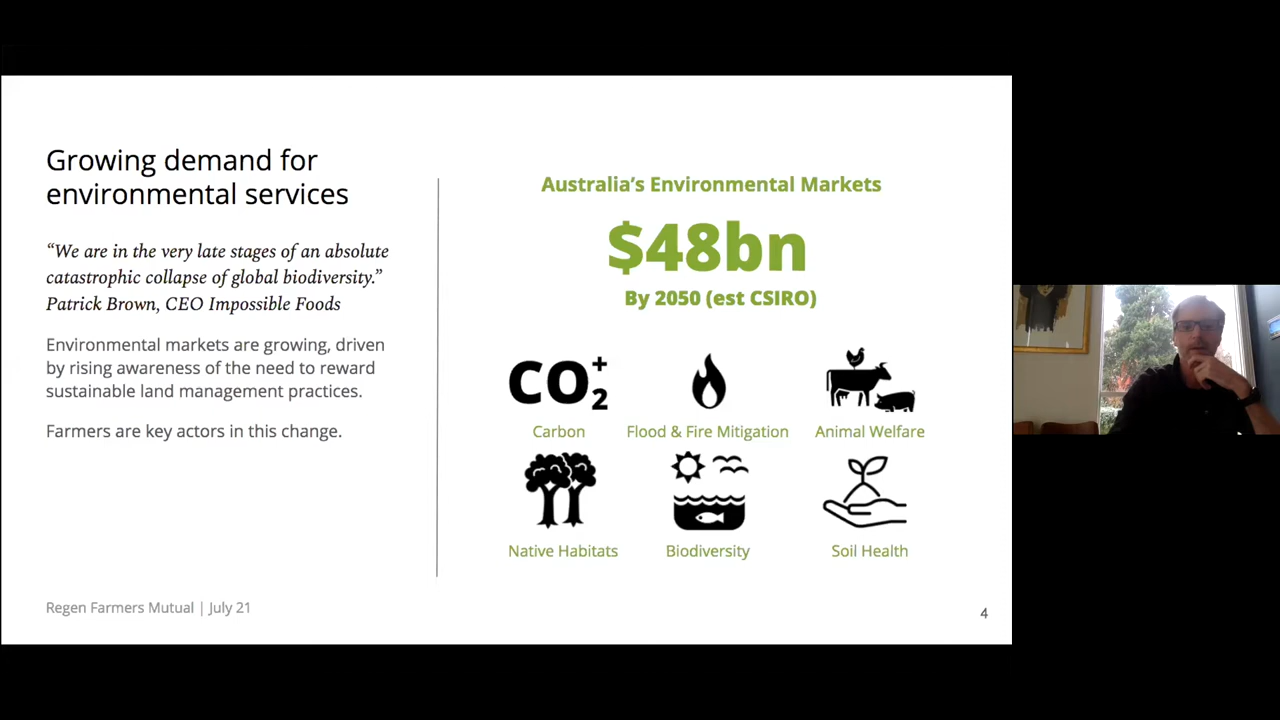 Growing demand for
environmental services
“We are in the very late stages of an absolute
catastrophic collapse of global biodiversity.”
Patrick Brown, CEO Impossible Foods
Environmental markets are growing, driven
by rising awareness of the need to reward
sustainable land management practices.
Farmers are key actors in this change.
Australia’s Environmental Markets
$48bn
By 2050 (est CSIRO)
CO₂⁺
Carbon
Flood & Fire Mitigation
Animal Welfare
Native Habitats
Biodiversity
Soil Health
Regen Farmers Mutual | July 21
4